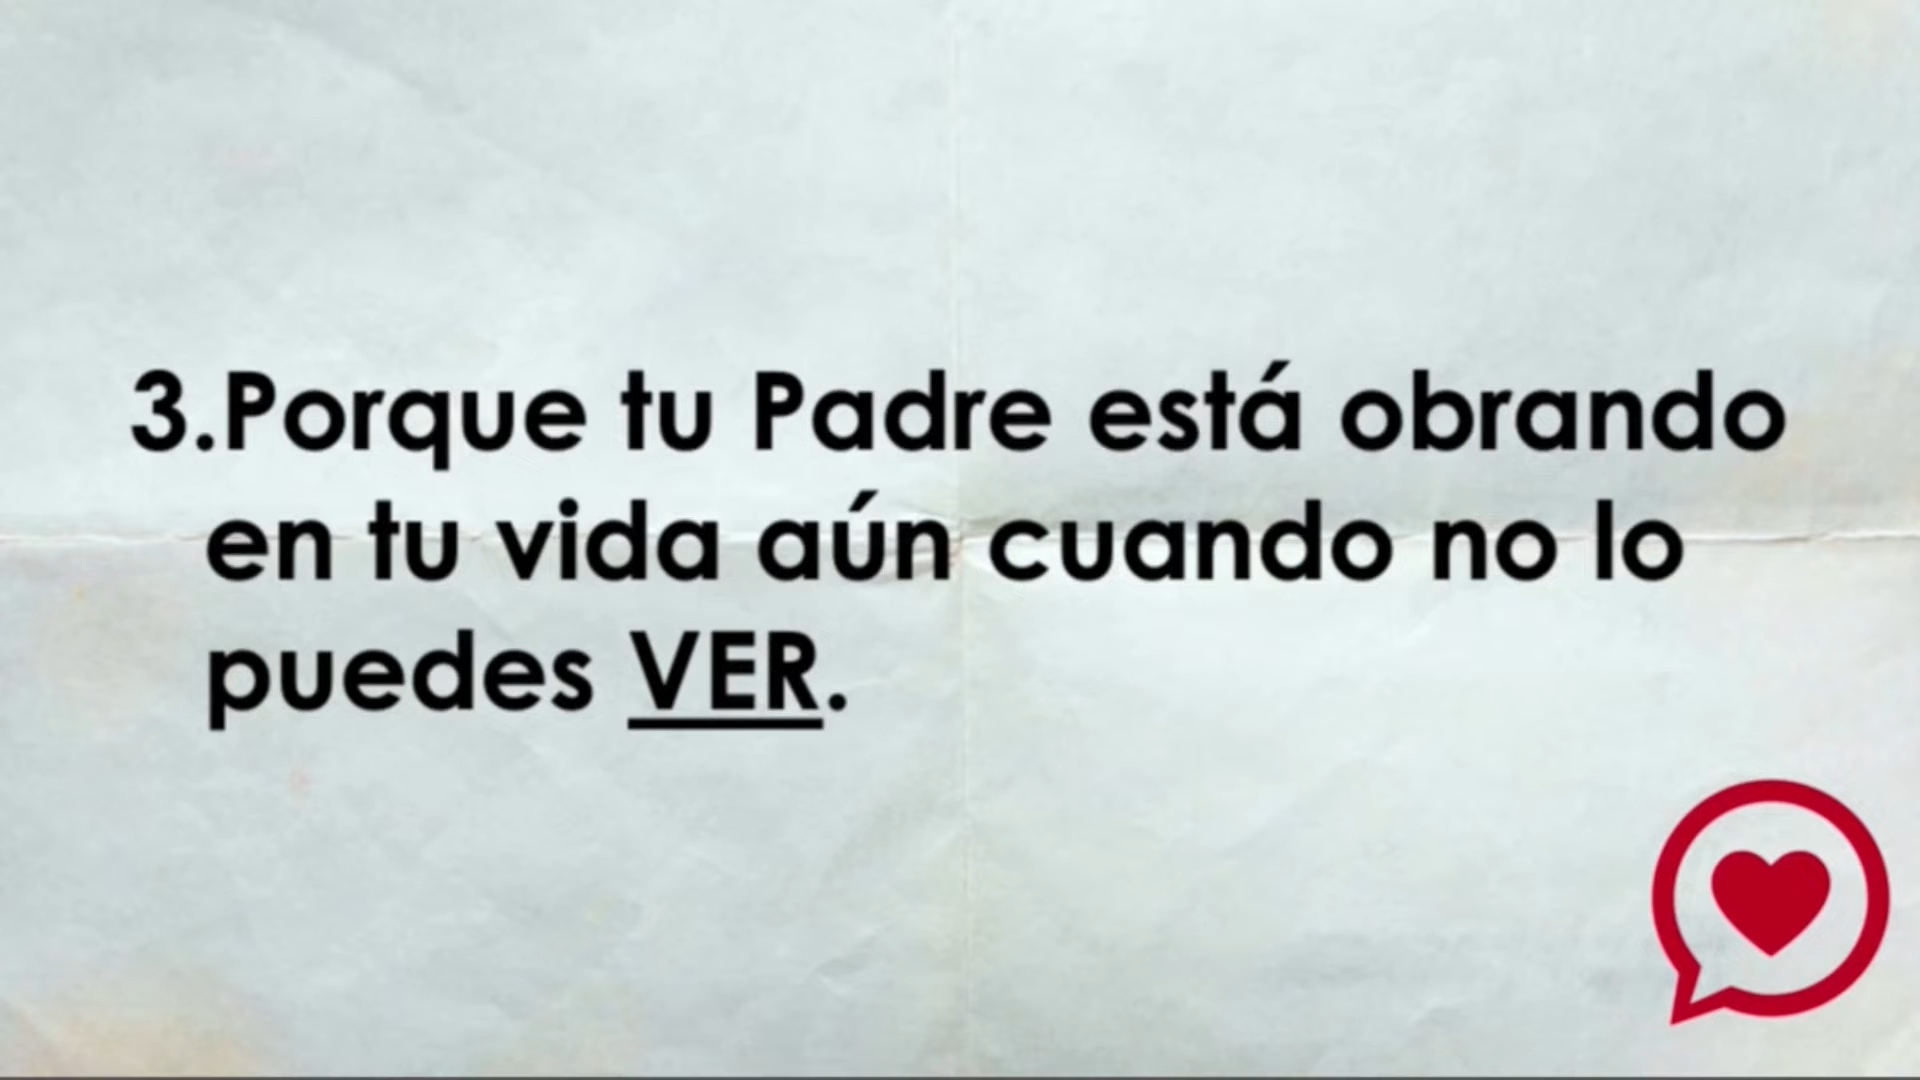 3.Porque tu Padre está obrando
en tu vida aún cuando no lo
puedes VER.